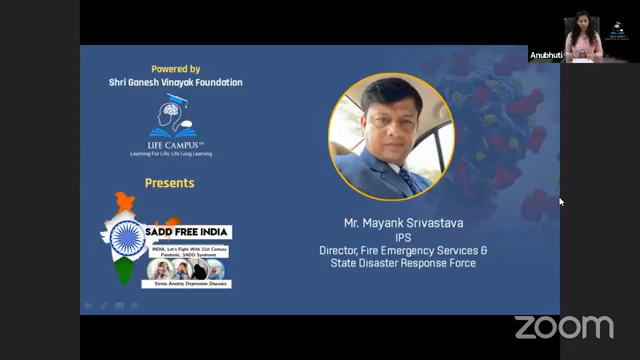 Anubhuti
Powered by
Shri Ganesh Vinayak Foundation
LIFE CAMPUS™
Learning For Life, Life Long Learning
Presents
SADD FREE INDIA
INDIA, Let's Fight With 21st Century
Pandemic, SADD Syndrome
Stress Anxiety Depression Diseases
Mr. Mayank Srivastava
IPS
Director, Fire Emergency Services &
State Disaster Response Force
zoom